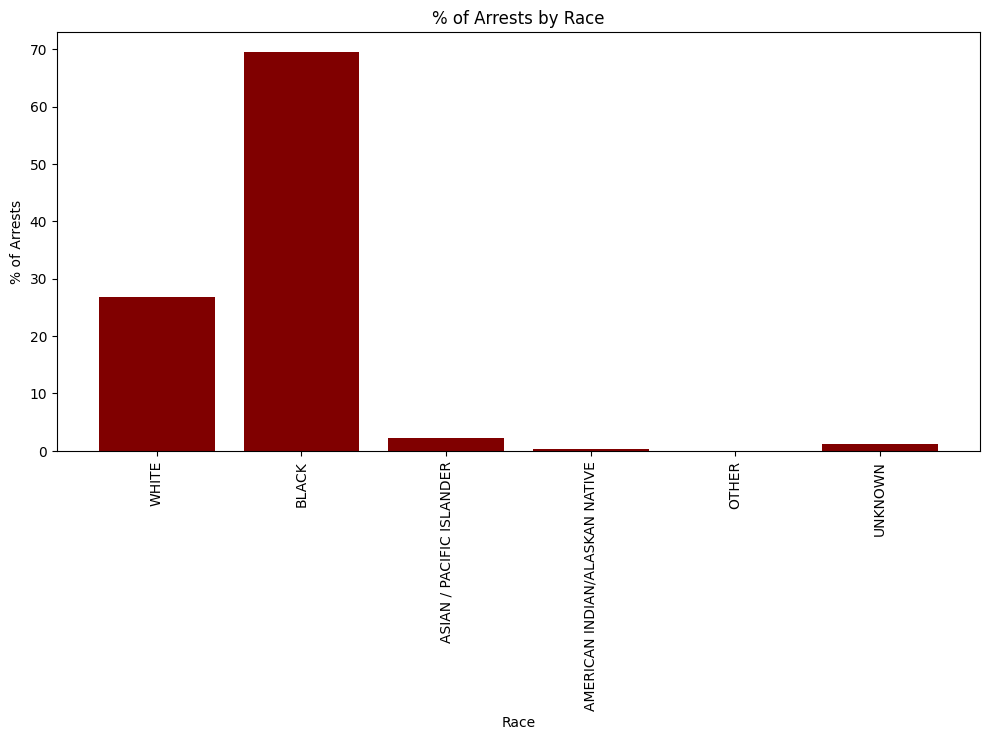 % of Arrests by Race
% of Arrests
70
60
50
40
30
20
10
0
WHITE
BLACK
ASIAN / PACIFIC ISLANDER
AMERICAN INDIAN/ALASKAN NATIVE
OTHER
UNKNOWN
Race